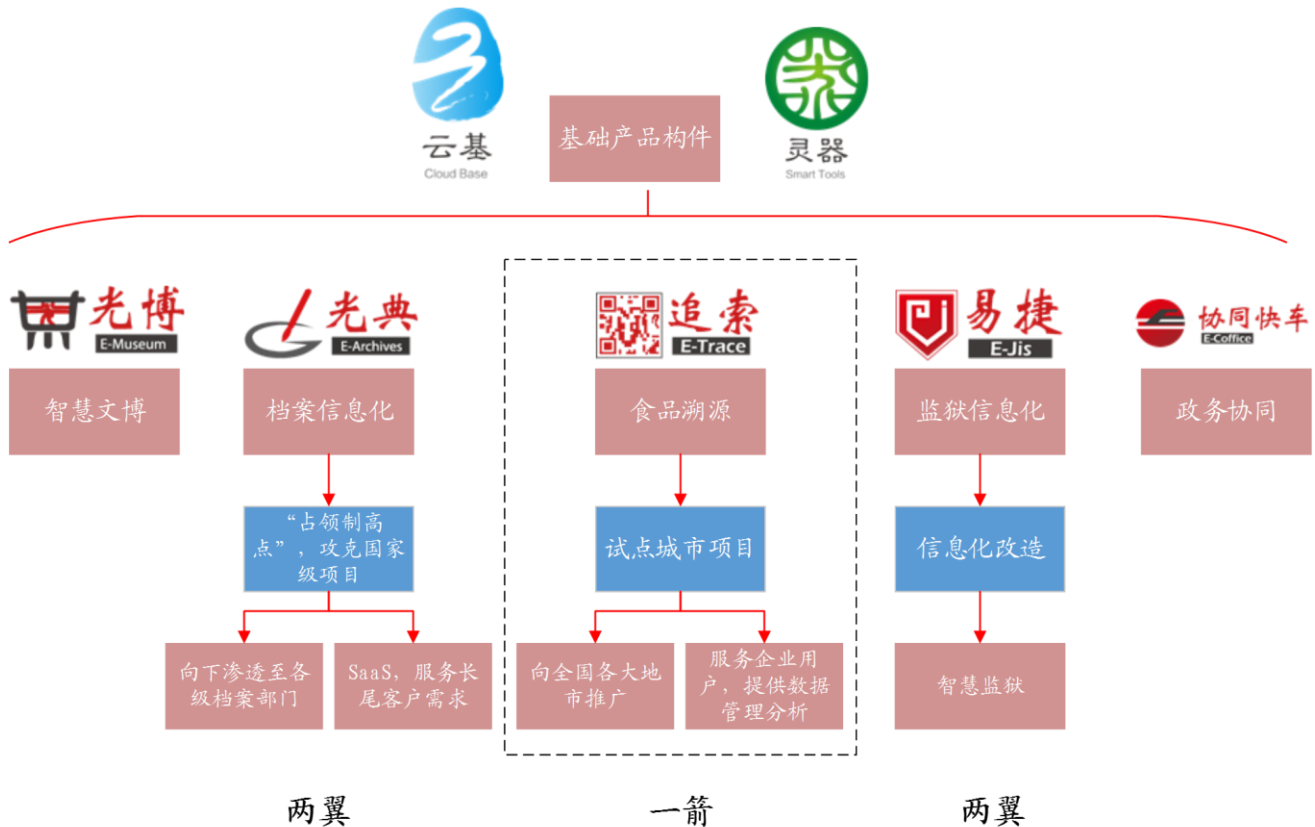 云基
Cloud Base
基础产品构件
灵器
Smart Tools
光博
E-Museum
光典
E-Archives
追索
E-Trace
易捷
E-Jis
协同快车
E-Coffice
智慧文博
档案信息化
食品溯源
监狱信息化
政务协同
“占领制高
点”，攻克国家
级项目
试点城市项目
信息化改造
向下渗透至各
级档案部门
SaaS，服务长
尾客户需求
向全国各大地
市推广
服务企业用
户，提供数据
管理分析
智慧监狱
两翼
一箭
两翼